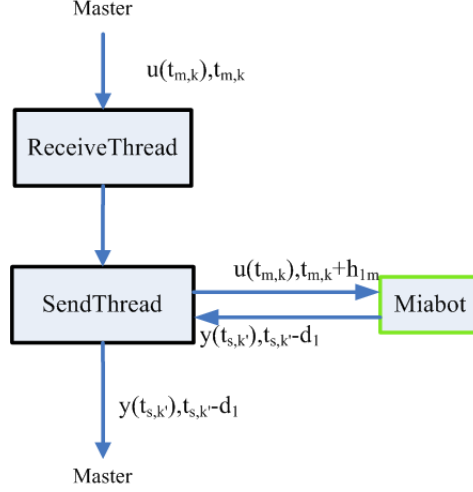 Master
u(tₘ,ₖ),tₘ,ₖ
ReceiveThread
u(tₘ,ₖ),tₘ,ₖ+h₁ₘ
SendThread
Miabot
y(tₛ,ₖ'),tₛ,ₖ'-d₁
y(tₛ,ₖ'),tₛ,ₖ'-d₁
Master